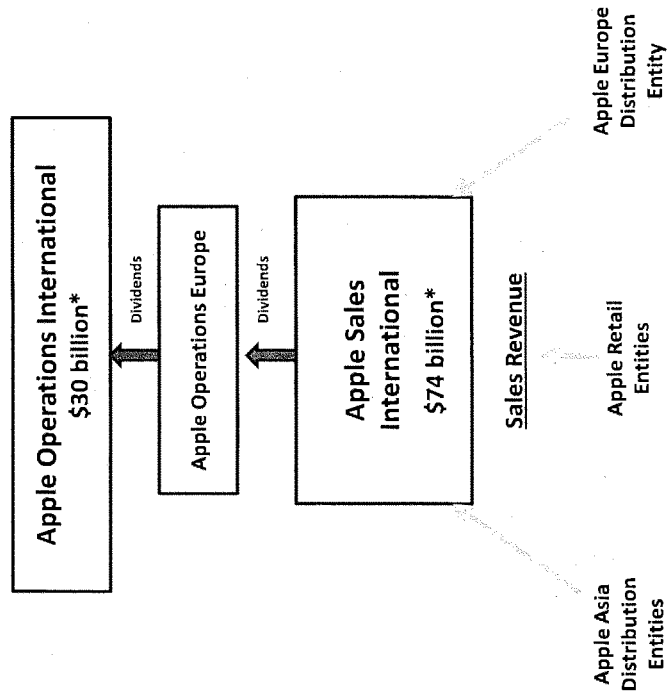 Apple Operations International
$30 billion*
Dividends
Apple Operations Europe
Dividends
Apple Sales
International
$74 billion*
Sales Revenue
Apple Asia
Distribution
Entities
Apple Retail
Entities
Apple Europe
Distribution
Entity